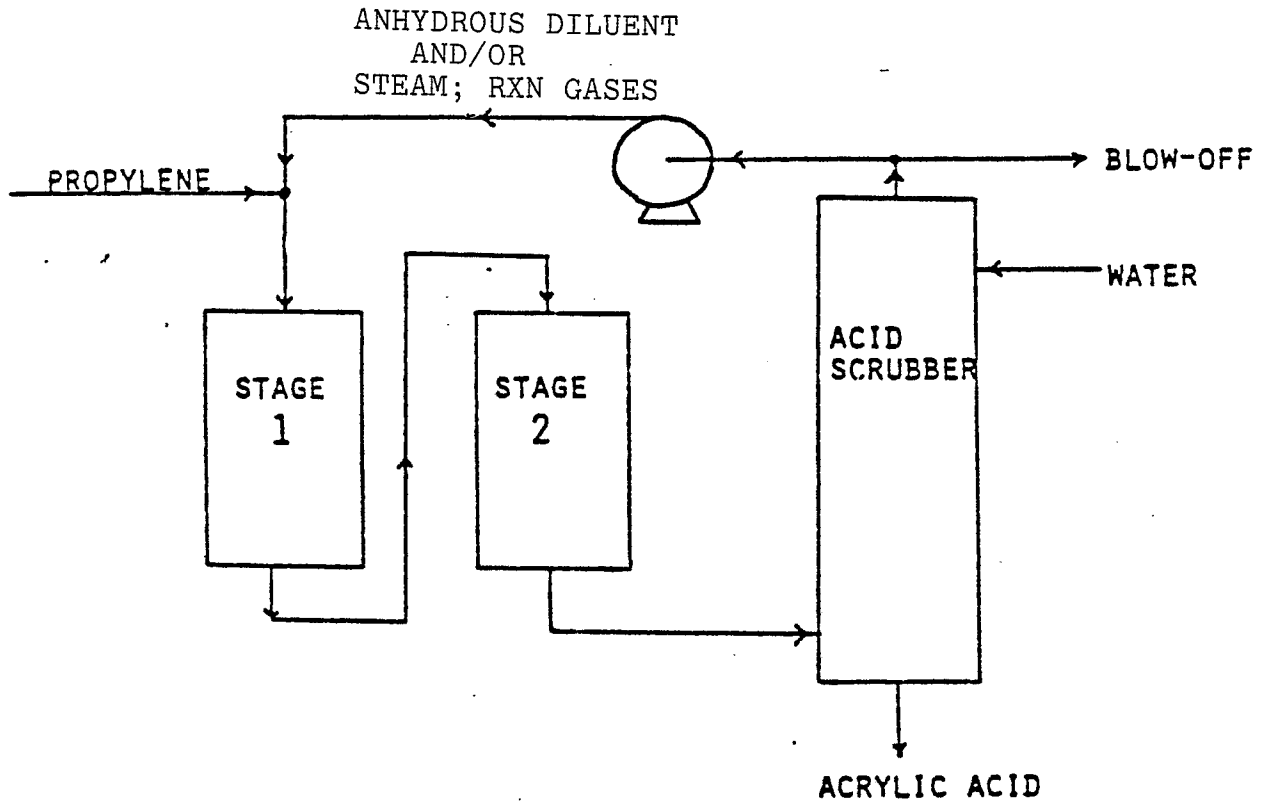 ANHYDROUS DILUENT
AND/OR
STEAM; RXN GASES
PROPYLENE
BLOW-OFF
WATER
STAGE
1
STAGE
2
ACID
SCRUBBER
ACRYLIC ACID